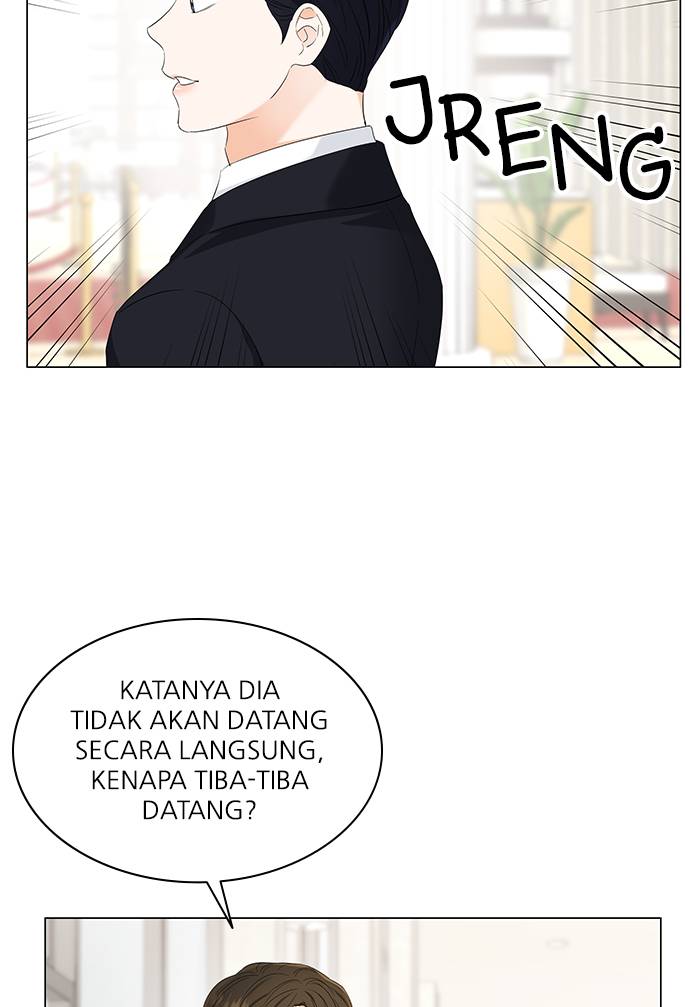 JRENG
KATANYA DIA
TIDAK AKAN DATANG
SECARA LANGSUNG,
KENAPA TIBA-TIBA
DATANG?